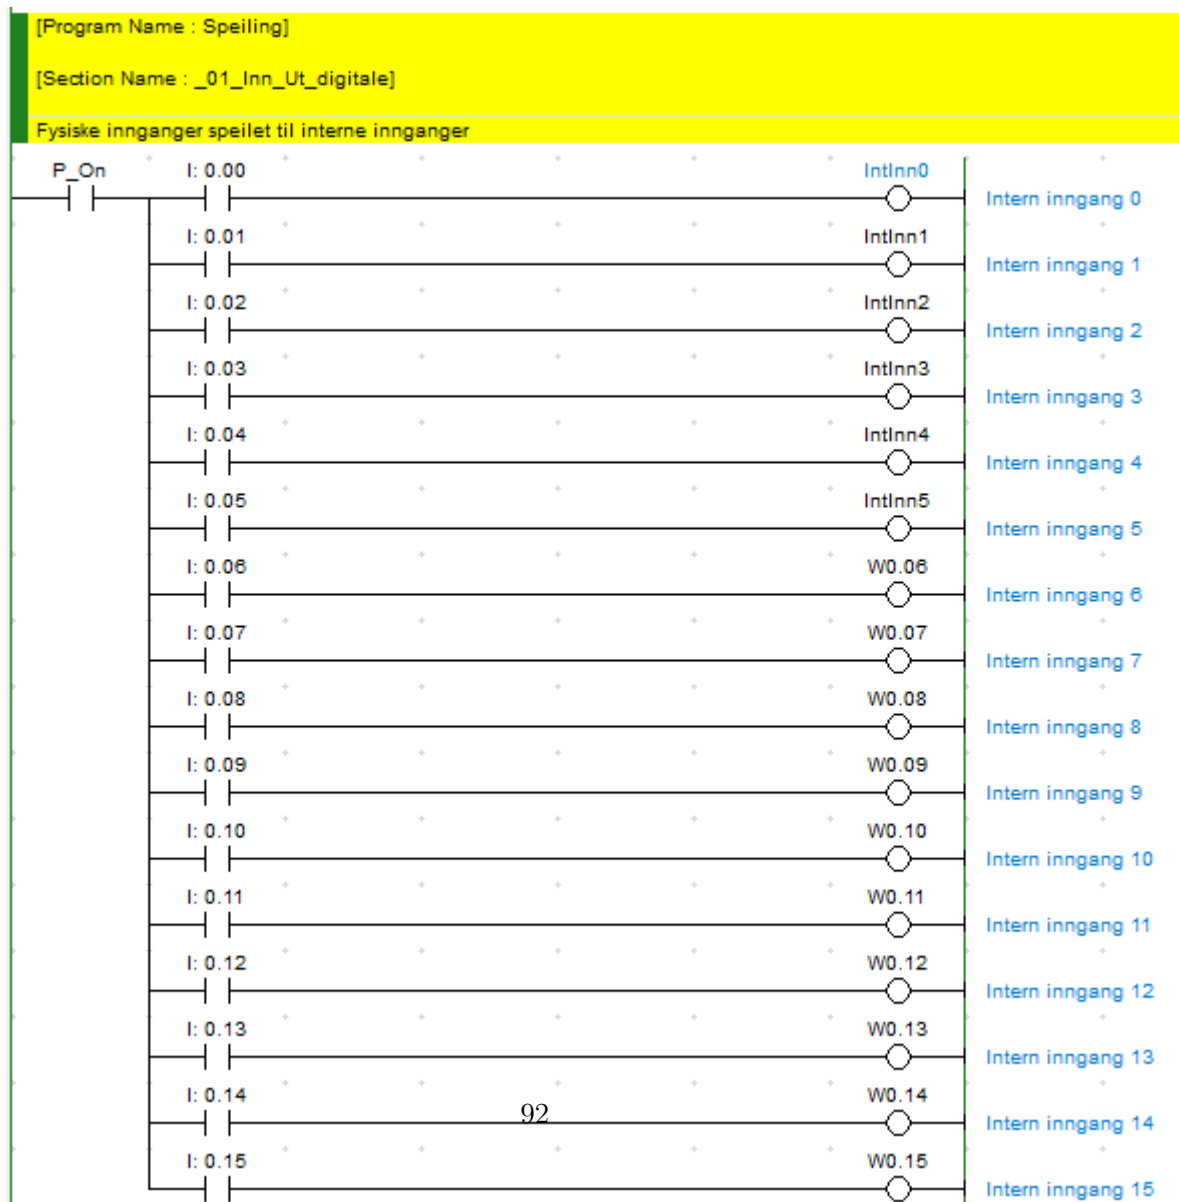 [Program Name : Speiling]
[Section Name : _01_Inn_Ut_digitale]
Fysiske innganger speilet til interne innganger
P_On I: 0.00 IntInn0
Intern inngang 0
I: 0.01 IntInn1
Intern inngang 1
I: 0.02 IntInn2
Intern inngang 2
I: 0.03 IntInn3
Intern inngang 3
I: 0.04 IntInn4
Intern inngang 4
I: 0.05 IntInn5
Intern inngang 5
I: 0.06 W0.06
Intern inngang 6
I: 0.07 W0.07
Intern inngang 7
I: 0.08 W0.08
Intern inngang 8
I: 0.09 W0.09
Intern inngang 9
I: 0.10 W0.10
Intern inngang 10
I: 0.11 W0.11
Intern inngang 11
I: 0.12 W0.12
Intern inngang 12
I: 0.13 W0.13
Intern inngang 13
I: 0.14 W0.14
92
Intern inngang 14
I: 0.15 W0.15
Intern inngang 15